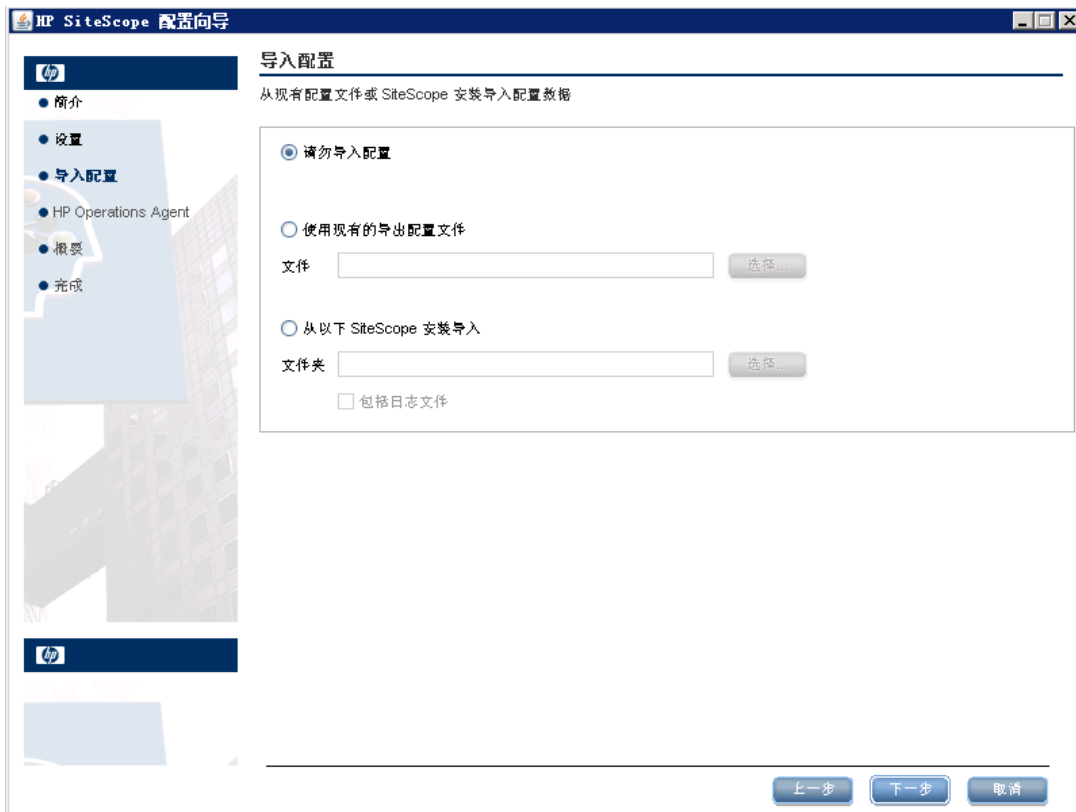 HP SiteScope 配置向导
hp
简介
设置
导入配置
HP Operations Agent
概要
完成
导入配置
从现有配置文件或 SiteScope 安装导入配置数据
请勿导入配置
使用现有的导出配置文件
文件
选择...
从以下 SiteScope 安装导入
文件夹
选择...
包括日志文件
hp
上一步
下一步
取消